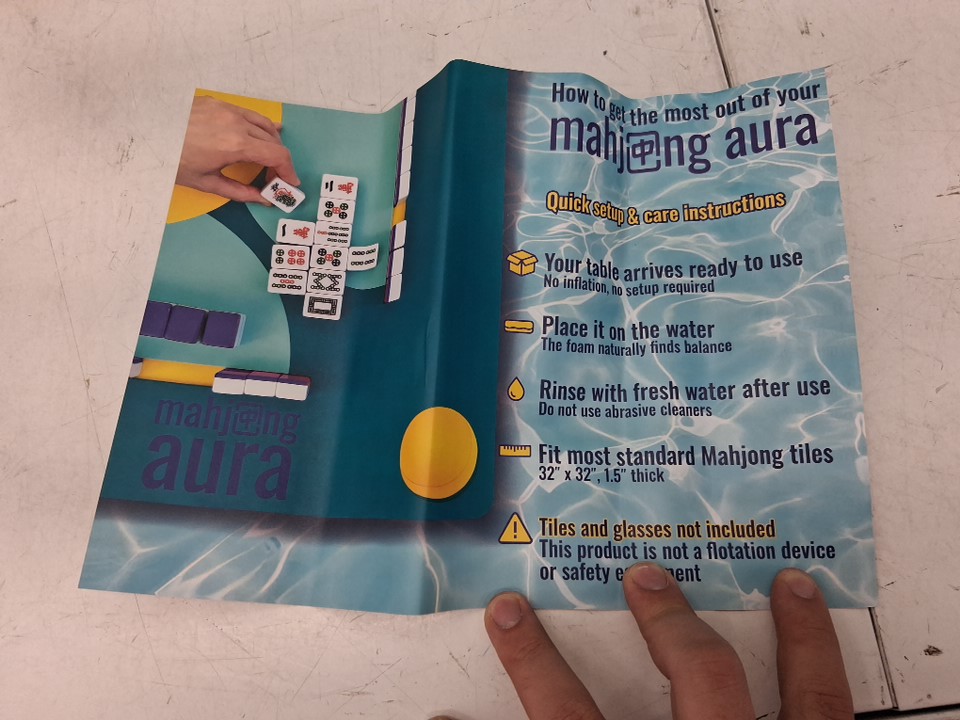 mahjong
aura
How to get the most out of your
mahjong aura
Quick setup & care instructions
Your table arrives ready to use
No inflation, no setup required
Place it on the water
The foam naturally finds balance
Rinse with fresh water after use
Do not use abrasive cleaners
Fit most standard Mahjong tiles
32" x 32", 1.5" thick
Tiles and glasses not included
This product is not a flotation device
or safety